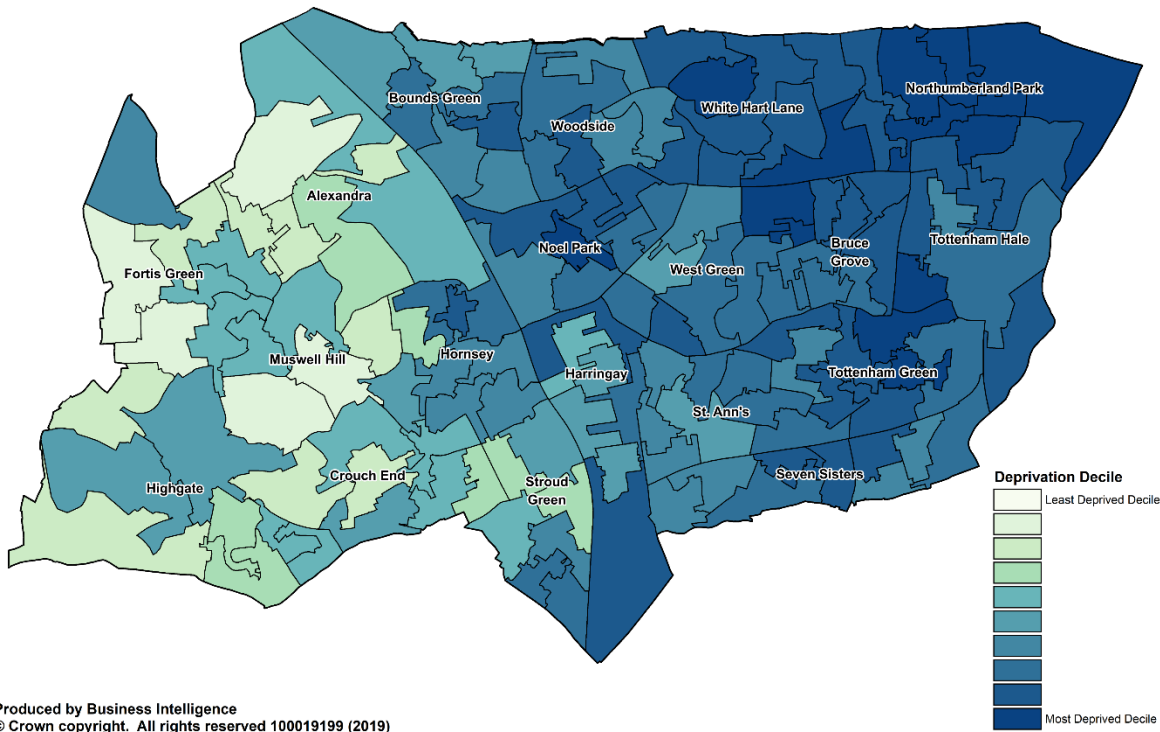 Bounds Green
Woodside
White Hart Lane
Northumberland Park
Alexandra
Noel Park
West Green
Bruce
Grove
Tottenham Hale
Fortis Green
Muswell Hill
Hornsey
Harringay
Tottenham Green
St. Ann's
Highgate
Crouch End
Stroud
Green
Seven Sisters
Deprivation Decile
Least Deprived Decile
Most Deprived Decile
Produced by Business Intelligence
© Crown copyright. All rights reserved 100019199 (2019)